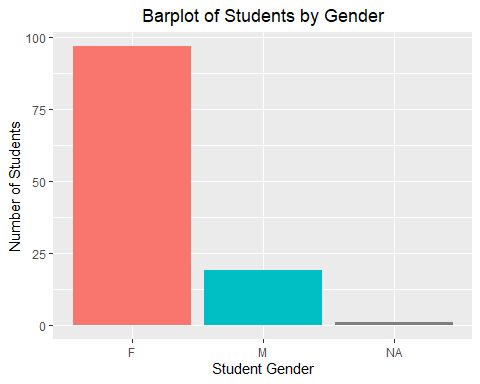 Barplot of Students by Gender
Number of Students
100
75
50
25
0
F M NA
Student Gender